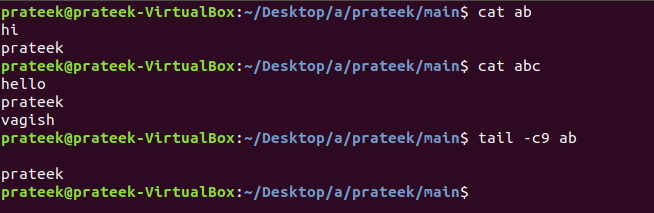 prateek@prateek-VirtualBox:~/Desktop/a/prateek/main$ cat ab
hi
prateek
prateek@prateek-VirtualBox:~/Desktop/a/prateek/main$ cat abc
hello
prateek
vagish
prateek@prateek-VirtualBox:~/Desktop/a/prateek/main$ tail -c9 ab

prateek
prateek@prateek-VirtualBox:~/Desktop/a/prateek/main$